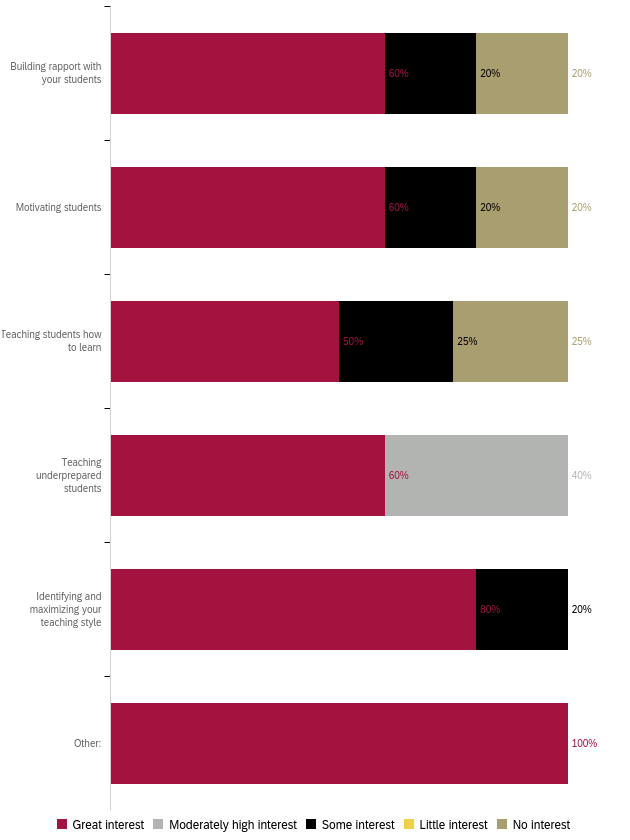 Building rapport with
your students
60%
20%
20%
Motivating students
60%
20%
20%
Teaching students how
to learn
50%
25%
25%
Teaching
underprepared
students
60%
40%
Identifying and
maximizing your
teaching style
80%
20%
Other:
100%
Great interest
Moderately high interest
Some interest
Little interest
No interest